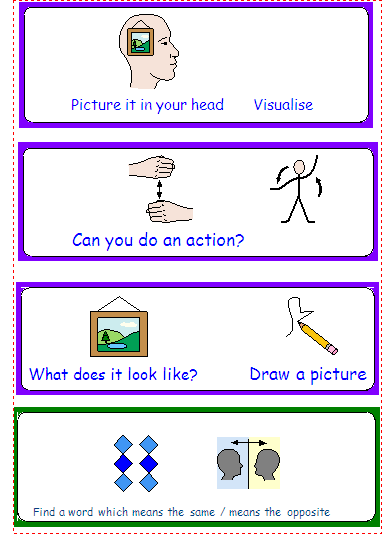 Picture it in your head Visualise
Can you do an action?
What does it look like? Draw a picture
Find a word which means the same / means the opposite